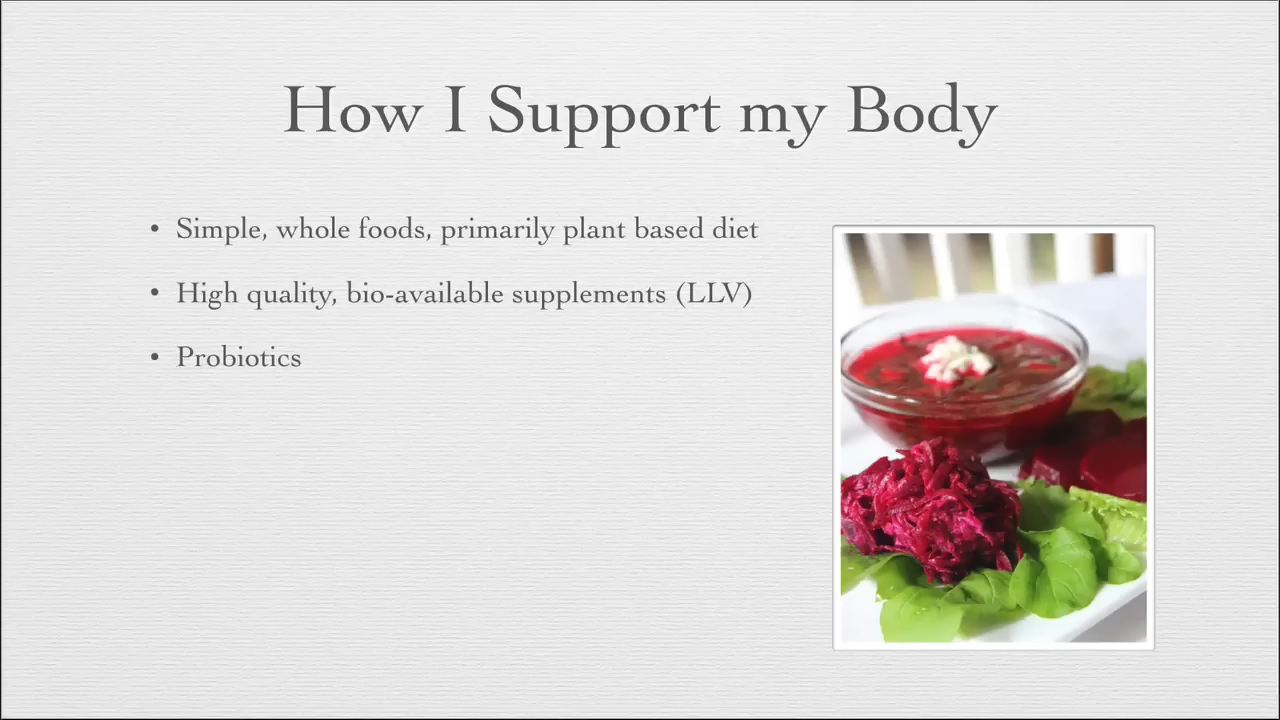 How I Support my Body
• Simple, whole foods, primarily plant based diet
• High quality, bio-available supplements (LLV)
• Probiotics